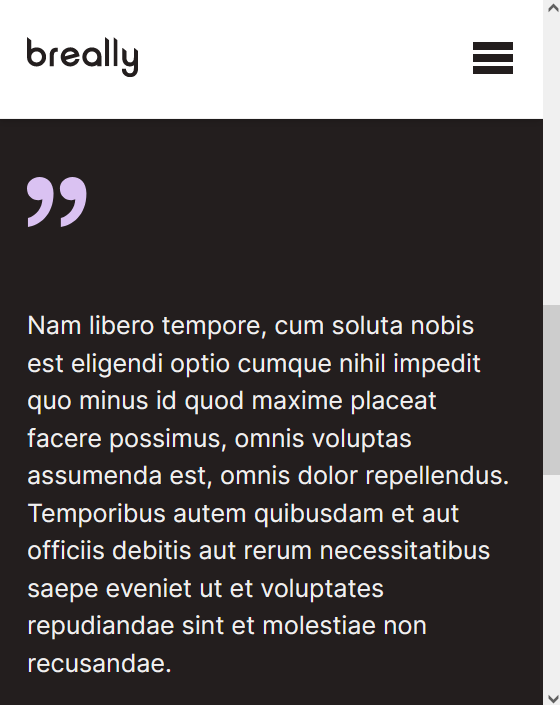 breally
”
Nam libero tempore, cum soluta nobis
est eligendi optio cumque nihil impedit
quo minus id quod maxime placeat
facere possimus, omnis voluptas
assumenda est, omnis dolor repellendus.
Temporibus autem quibusdam et aut
officiis debitis aut rerum necessitatibus
saepe eveniet ut et voluptates
repudiandae sint et molestiae non
recusandae.